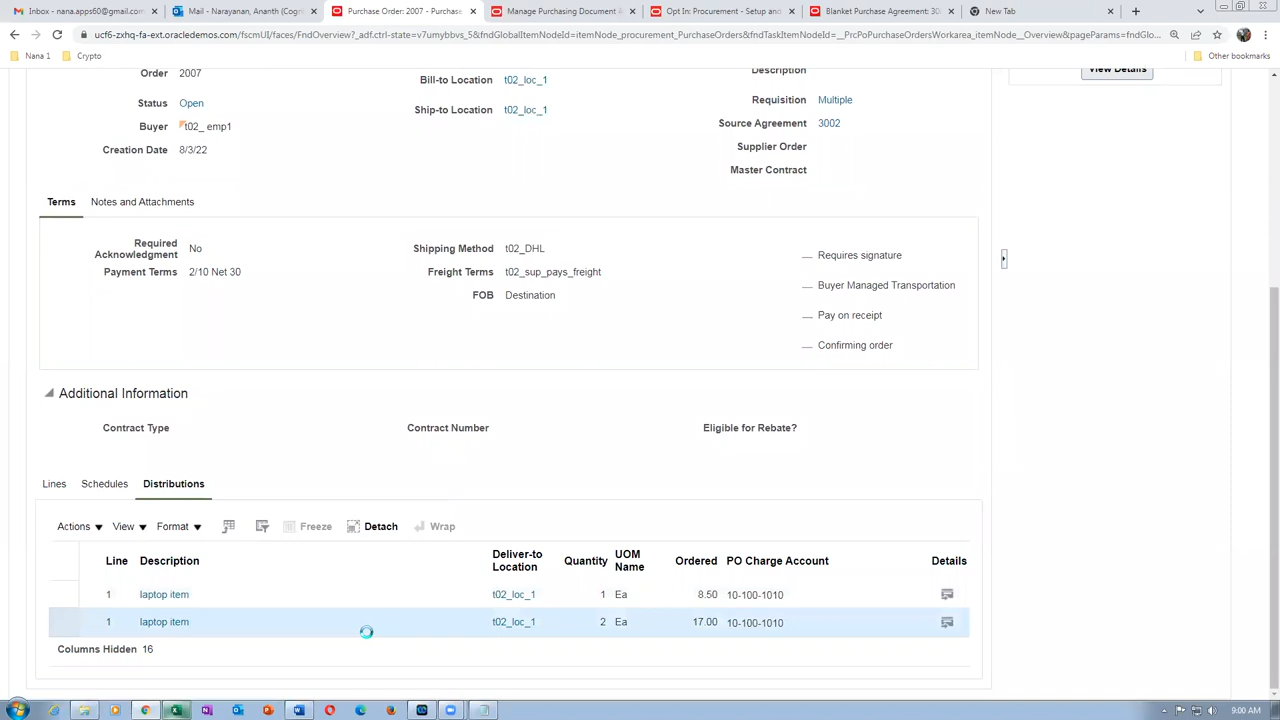 Inbox - nana.apps60@gmail.com
Mail - Narayanan, Ananth (Cogni
Purchase Order: 2007 - Purchase
Manage Purchasing Document A
Opt In: Procurement - Setup and
Blanket Purchase Agreement: 30
New Tab
ucf6-zxhq-fa-ext.oracledemos.com/fscmUI/faces/FndOverview?_adf.ctrl-state=v7umybbvs_5&fndGlobalItemNodeId=itemNode_procurement_PurchaseOrders&fndTaskItemNodeId=__PrcPoPurchaseOrdersWorkarea_itemNode__Overview&pageParams=fndGlo...
Nana 1
Crypto
Other bookmarks
Order 2007
Bill-to Location t02_loc_1
Description
View Details
Status Open
Ship-to Location t02_loc_1
Requisition Multiple
Buyer t02_ emp1
Source Agreement 3002
Creation Date 8/3/22
Supplier Order
Master Contract
Terms Notes and Attachments
Required Acknowledgment No
Shipping Method t02_DHL
Requires signature
Payment Terms 2/10 Net 30
Freight Terms t02_sup_pays_freight
Buyer Managed Transportation
FOB Destination
Pay on receipt
Confirming order
Additional Information
Contract Type Contract Number Eligible for Rebate?
Lines Schedules Distributions
Actions View Format Freeze Detach Wrap
Line Description Deliver-to Location Quantity UOM Name Ordered PO Charge Account Details
1 laptop item t02_loc_1 1 Ea 8.50 10-100-1010
1 laptop item t02_loc_1 2 Ea 17.00 10-100-1010
Columns Hidden 16
9:00 AM